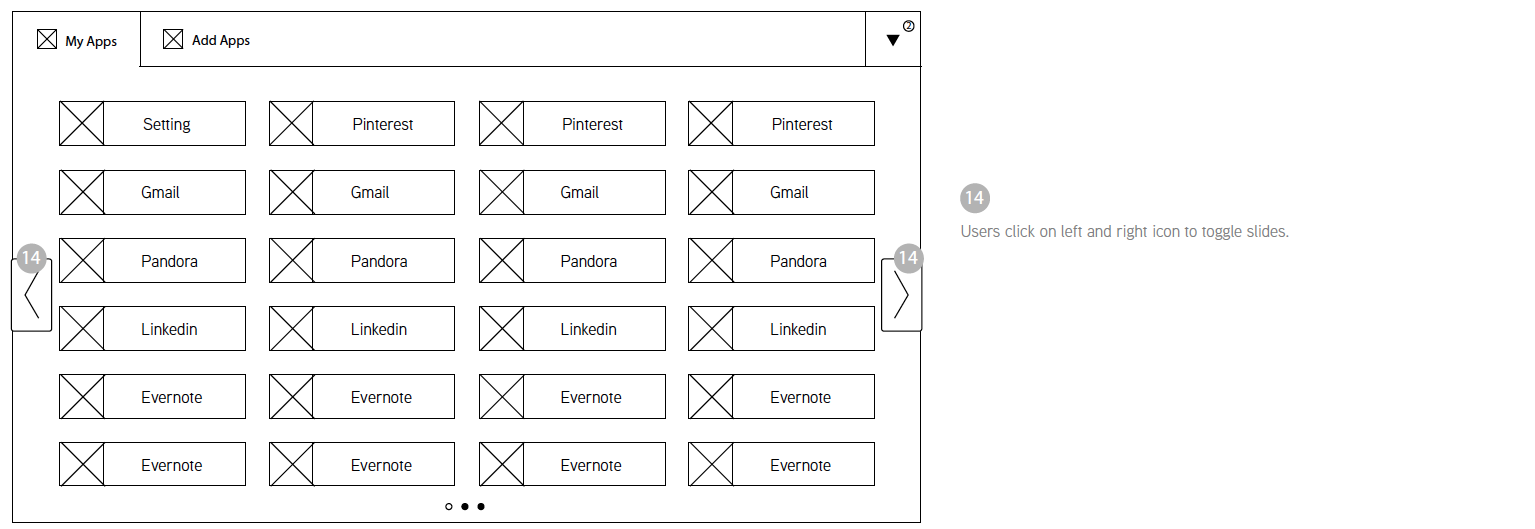 My Apps Add Apps ②
Setting Pinterest Pinterest Pinterest
Gmail Gmail Gmail Gmail
14
Users click on left and right icon to toggle slides.
14 Pandora Pandora Pandora Pandora 14
Linkedin Linkedin Linkedin Linkedin
Evernote Evernote Evernote Evernote
Evernote Evernote Evernote Evernote